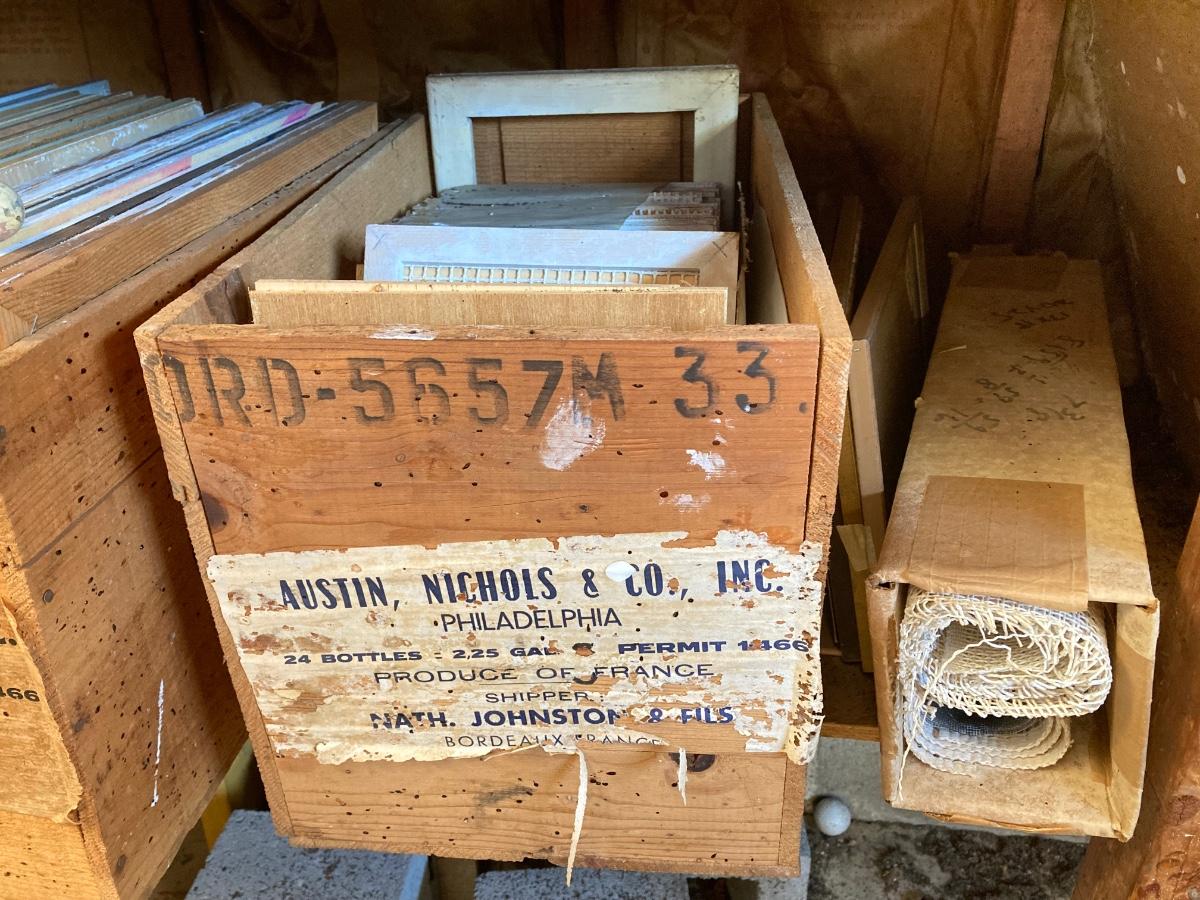 ORD-5657M 33.
AUSTIN, NICHOLS & CO., INC.
PHILADELPHIA
24 BOTTLES = 2,25 GAL. PERMIT 1466
PRODUCE OF FRANCE
SHIPPER:
NATH. JOHNSTON & FILS
BORDEAUX FRANCE
466